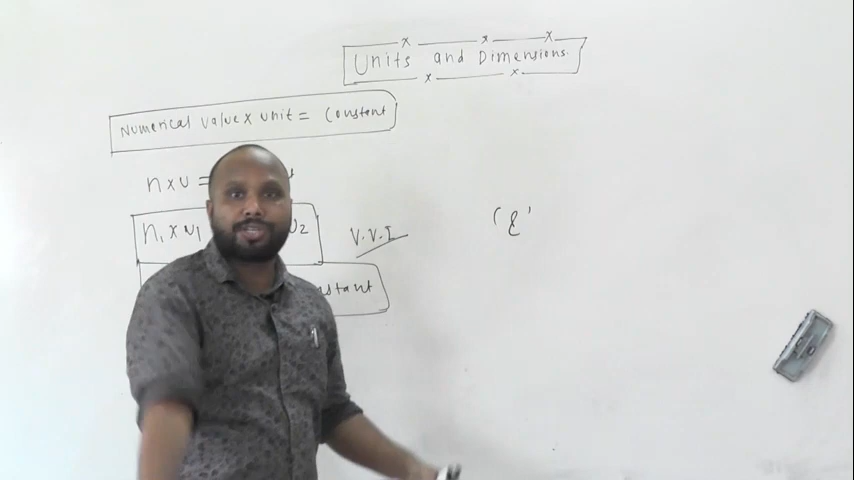 Units and Dimensions.
Numerical value x unit = Constant
n x u =
n₁ x u₁
u₂
V.V.I
nstant